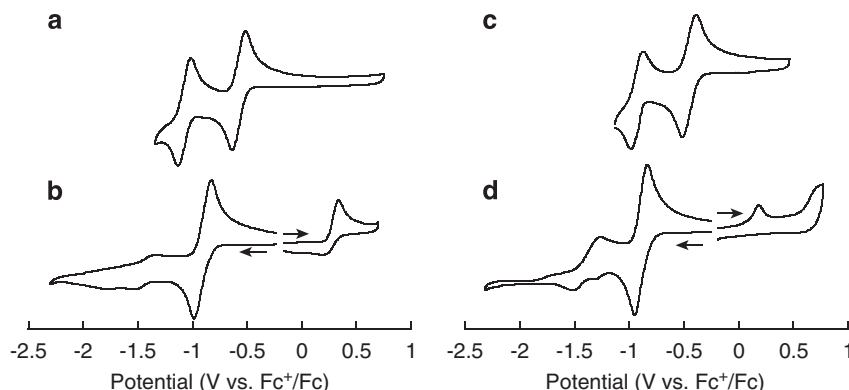 a
c
b
d
-2.5 -2 -1.5 -1 -0.5 0 0.5 1
-2.5 -2 -1.5 -1 -0.5 0 0.5 1
Potential (V vs. Fc⁺/Fc)
Potential (V vs. Fc⁺/Fc)